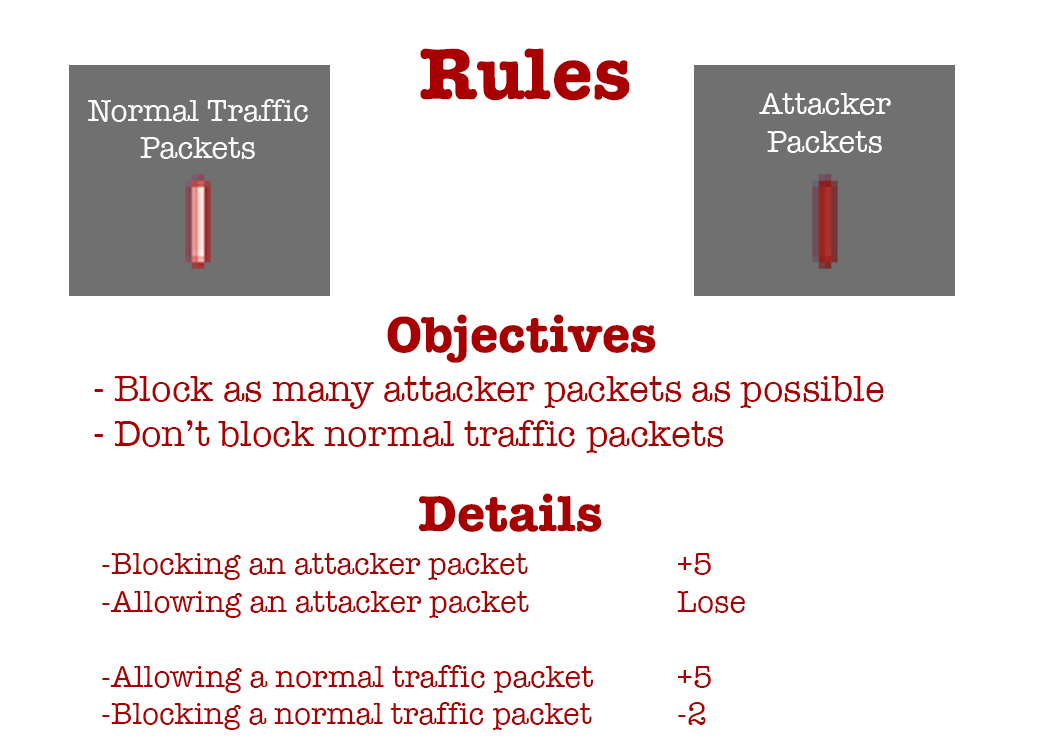 Rules
Normal Traffic
Packets
Attacker
Packets
Objectives
- Block as many attacker packets as possible
- Don't block normal traffic packets
Details
-Blocking an attacker packet +5
-Allowing an attacker packet Lose
-Allowing a normal traffic packet +5
-Blocking a normal traffic packet -2